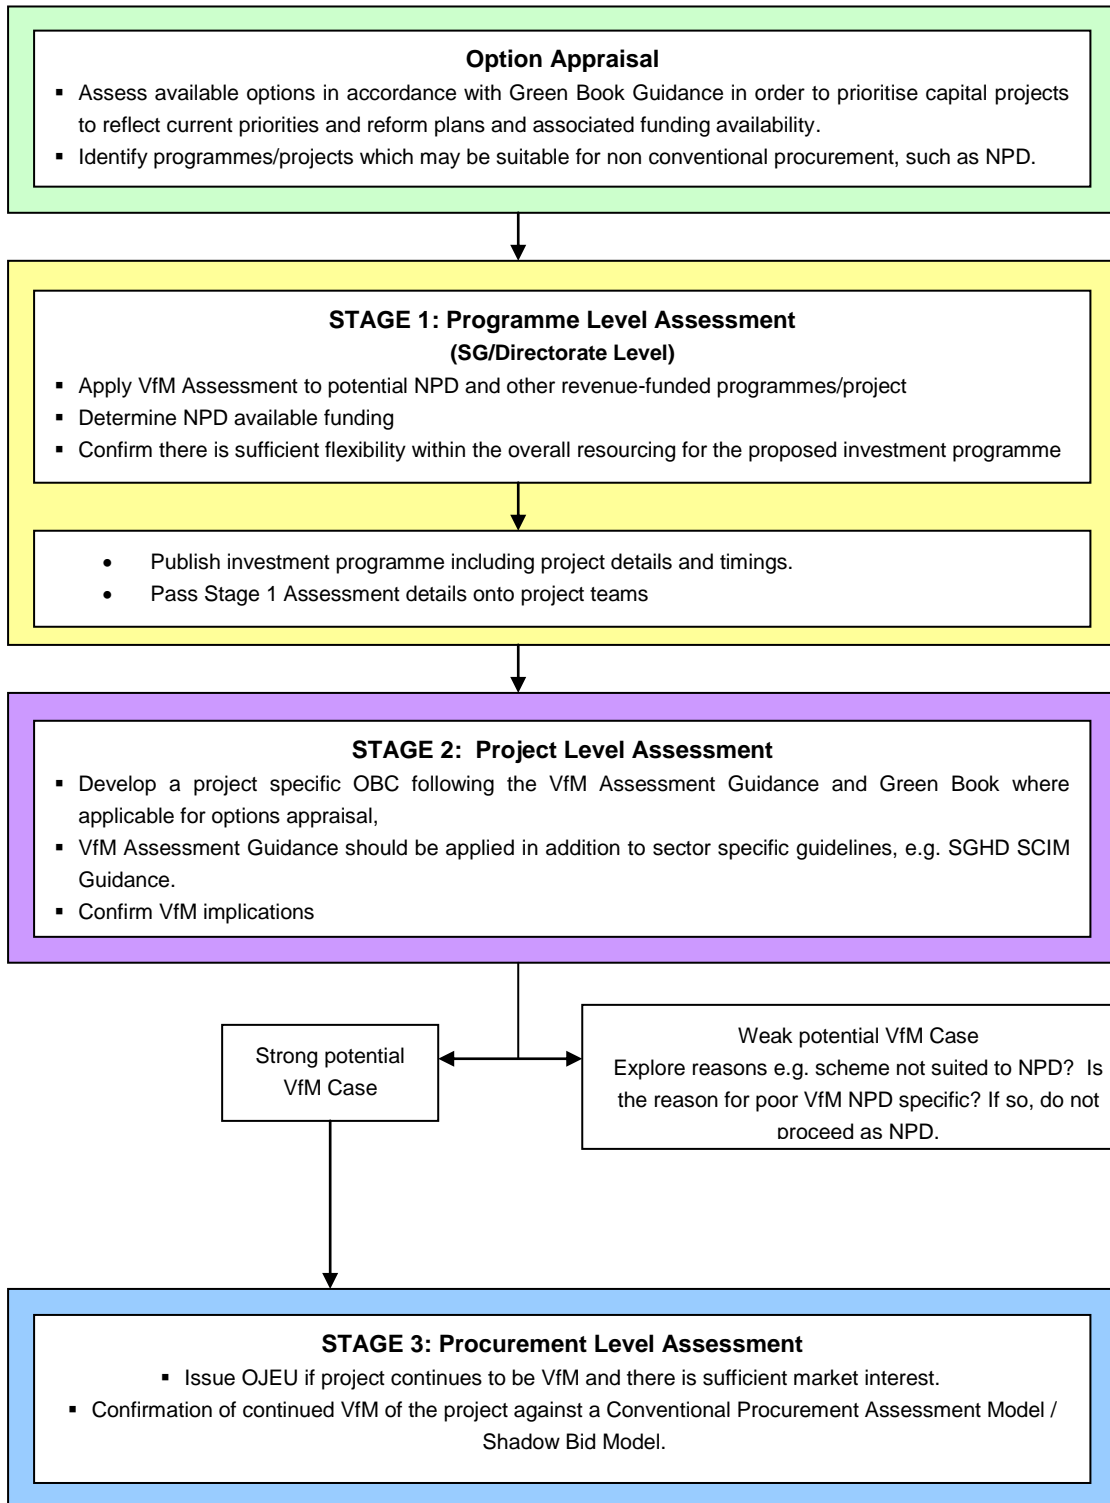 Option Appraisal
▪ Assess available options in accordance with Green Book Guidance in order to prioritise capital projects
to reflect current priorities and reform plans and associated funding availability.
▪ Identify programmes/projects which may be suitable for non conventional procurement, such as NPD.
STAGE 1: Programme Level Assessment
(SG/Directorate Level)
▪ Apply VfM Assessment to potential NPD and other revenue-funded programmes/project
▪ Determine NPD available funding
▪ Confirm there is sufficient flexibility within the overall resourcing for the proposed investment programme
• Publish investment programme including project details and timings.
• Pass Stage 1 Assessment details onto project teams
STAGE 2: Project Level Assessment
▪ Develop a project specific OBC following the VfM Assessment Guidance and Green Book where
applicable for options appraisal,
▪ VfM Assessment Guidance should be applied in addition to sector specific guidelines, e.g. SGHD SCIM
Guidance.
▪ Confirm VfM implications
Strong potential
VfM Case
Weak potential VfM Case
Explore reasons e.g. scheme not suited to NPD? Is
the reason for poor VfM NPD specific? If so, do not
proceed as NPD.
STAGE 3: Procurement Level Assessment
▪ Issue OJEU if project continues to be VfM and there is sufficient market interest.
▪ Confirmation of continued VfM of the project against a Conventional Procurement Assessment Model /
Shadow Bid Model.